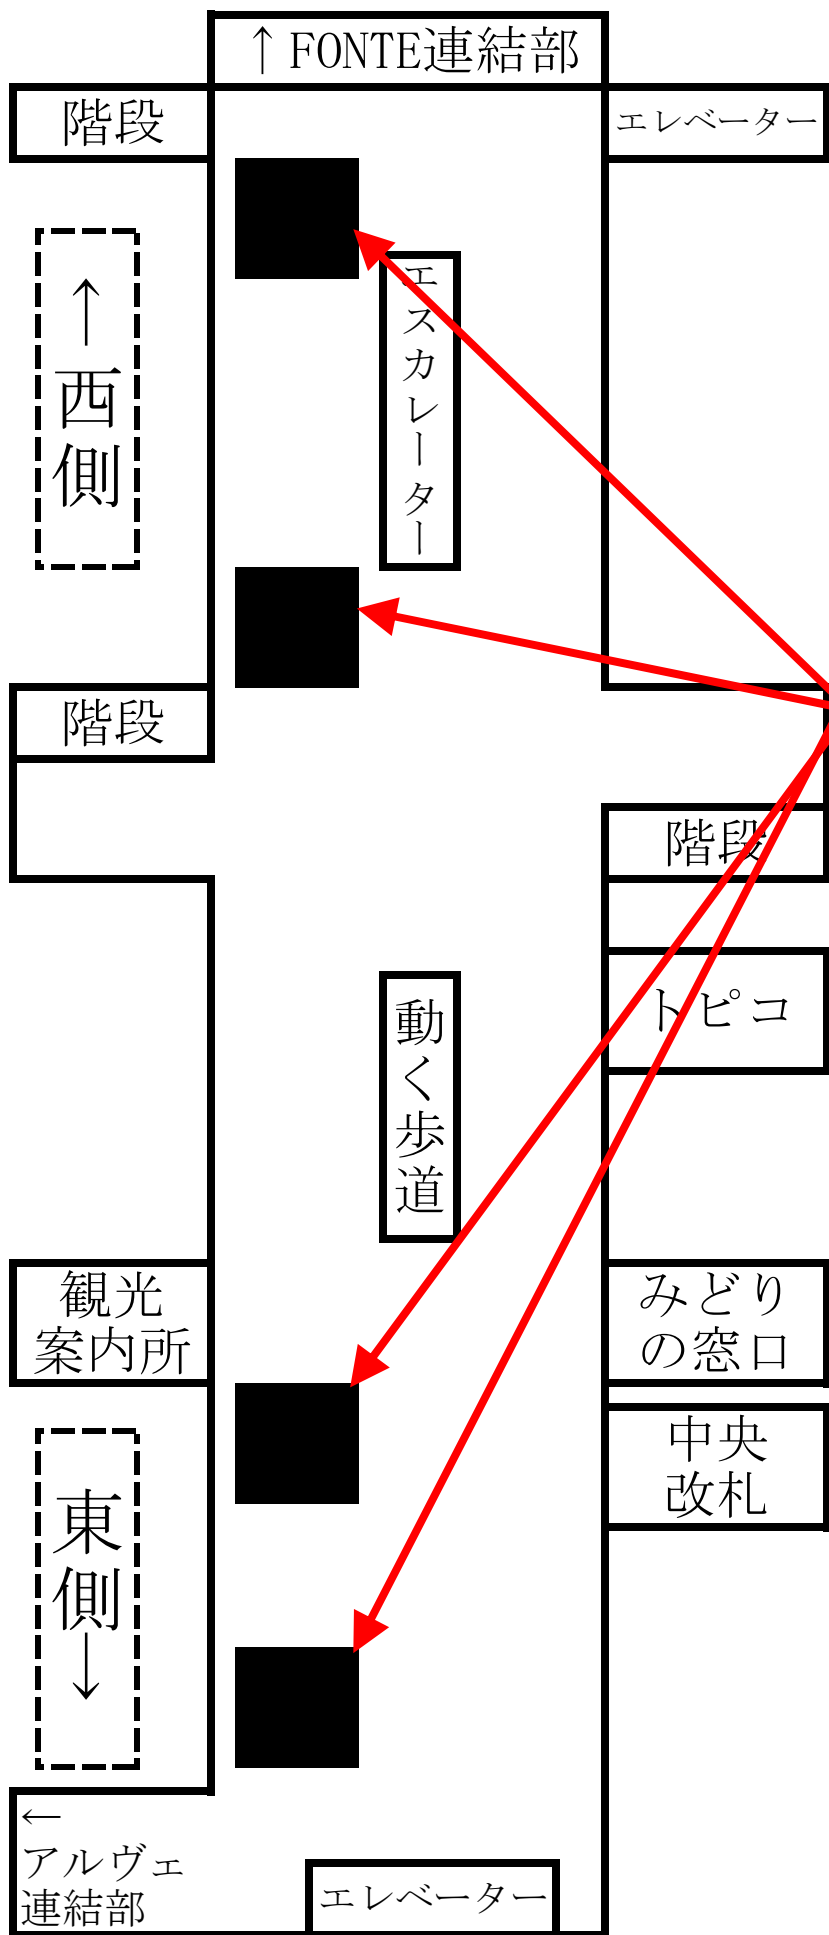 ↑FONTE連結部
階段
エレベーター
↑西側
エスカレーター
階段
階段
トピコ
動く歩道
観光
案内所
みどり
の窓口
中央
改札
東側↓
←
アルヴェ
連結部
エレベーター